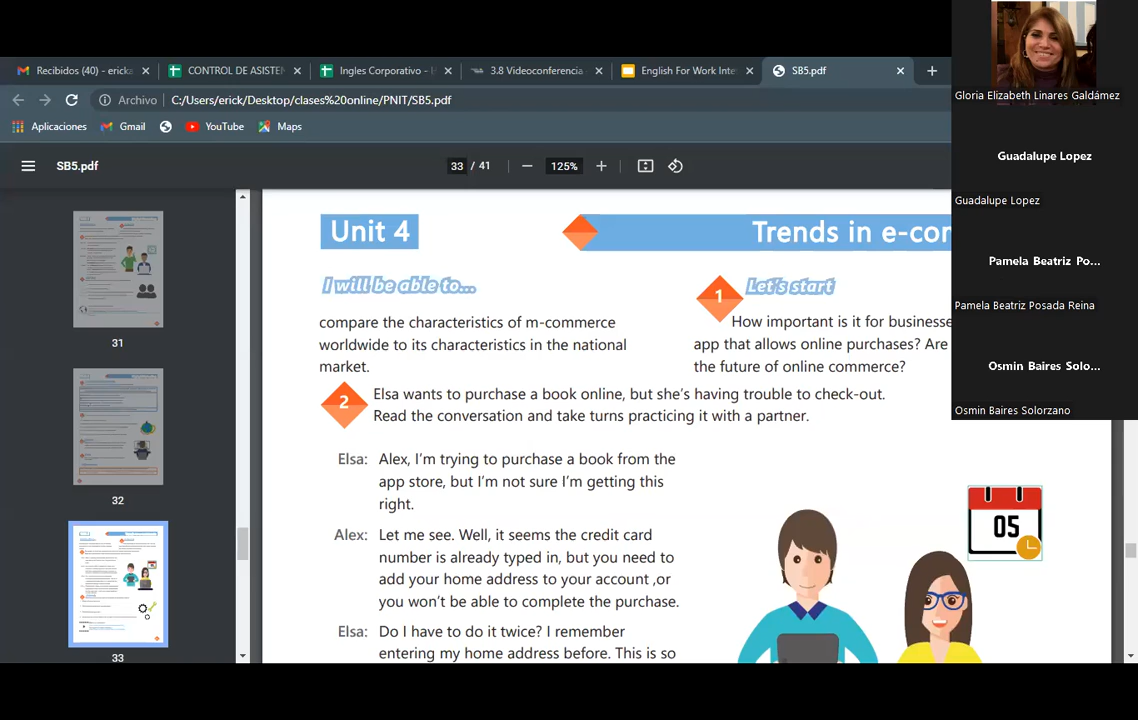 Recibidos (40) - ericka
CONTROL DE ASISTEN
Ingles Corporativo -
3.8 Videoconferencia
English For Work Inte
SB5.pdf
Archivo
C:/Users/erick/Desktop/clases%20online/PNIT/SB5.pdf
Aplicaciones
Gmail
YouTube
Maps
SB5.pdf
33 / 41
125%
31
32
33
Unit 4
Trends in e-cor
I will be able to...
compare the characteristics of m-commerce
worldwide to its characteristics in the national
market.
1
Let's start
How important is it for businesse
app that allows online purchases? Are
the future of online commerce?
2
Elsa wants to purchase a book online, but she's having trouble to check-out.
Read the conversation and take turns practicing it with a partner.
Elsa: Alex, I'm trying to purchase a book from the
app store, but I'm not sure I'm getting this
right.
Alex: Let me see. Well, it seems the credit card
number is already typed in, but you need to
add your home address to your account ,or
you won't be able to complete the purchase.
Elsa: Do I have to do it twice? I remember
entering my home address before. This is so
05
Gloria Elizabeth Linares Galdámez
Guadalupe Lopez
Guadalupe Lopez
Pamela Beatriz Po...
Pamela Beatriz Posada Reina
Osmin Baires Solo...
Osmin Baires Solorzano